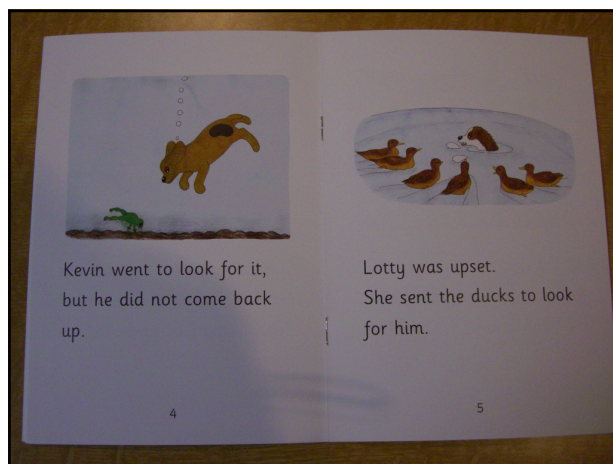 Kevin went to look for it,
but he did not come back
up.
4
Lotty was upset.
She sent the ducks to look
for him.
5